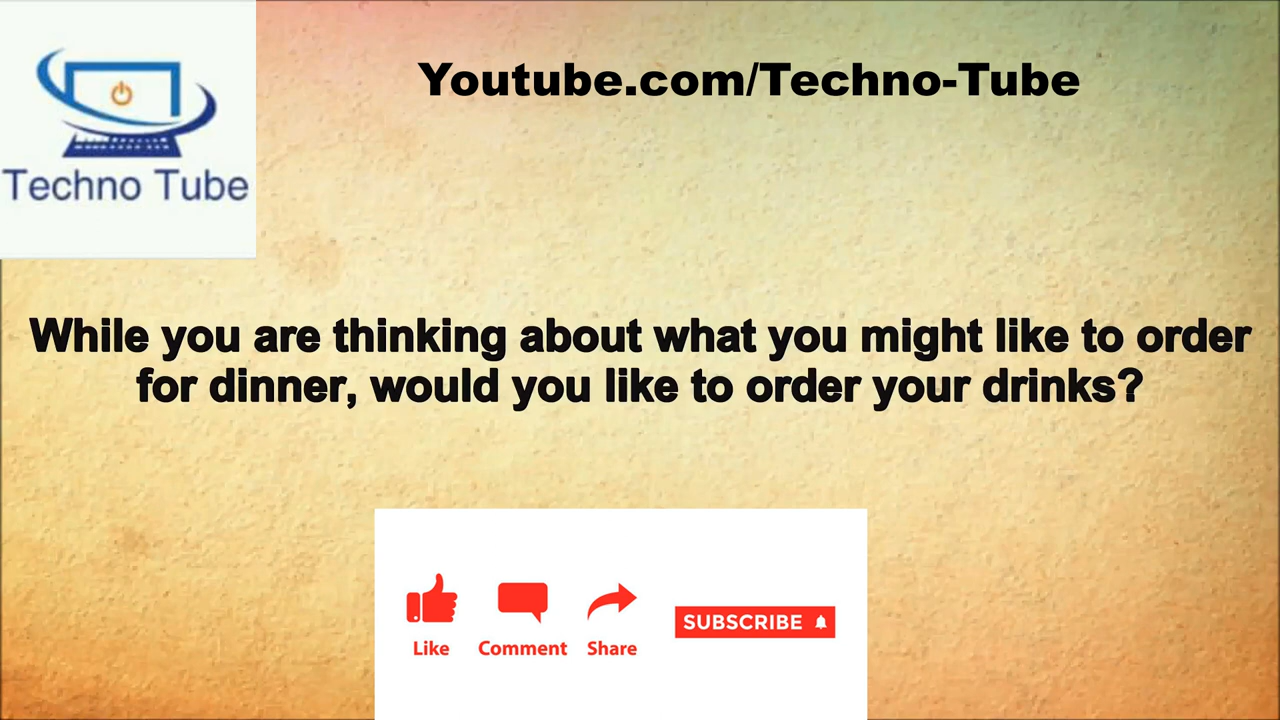 Techno Tube
Youtube.com/Techno-Tube
While you are thinking about what you might like to order
for dinner, would you like to order your drinks?
Like Comment Share
SUBSCRIBE